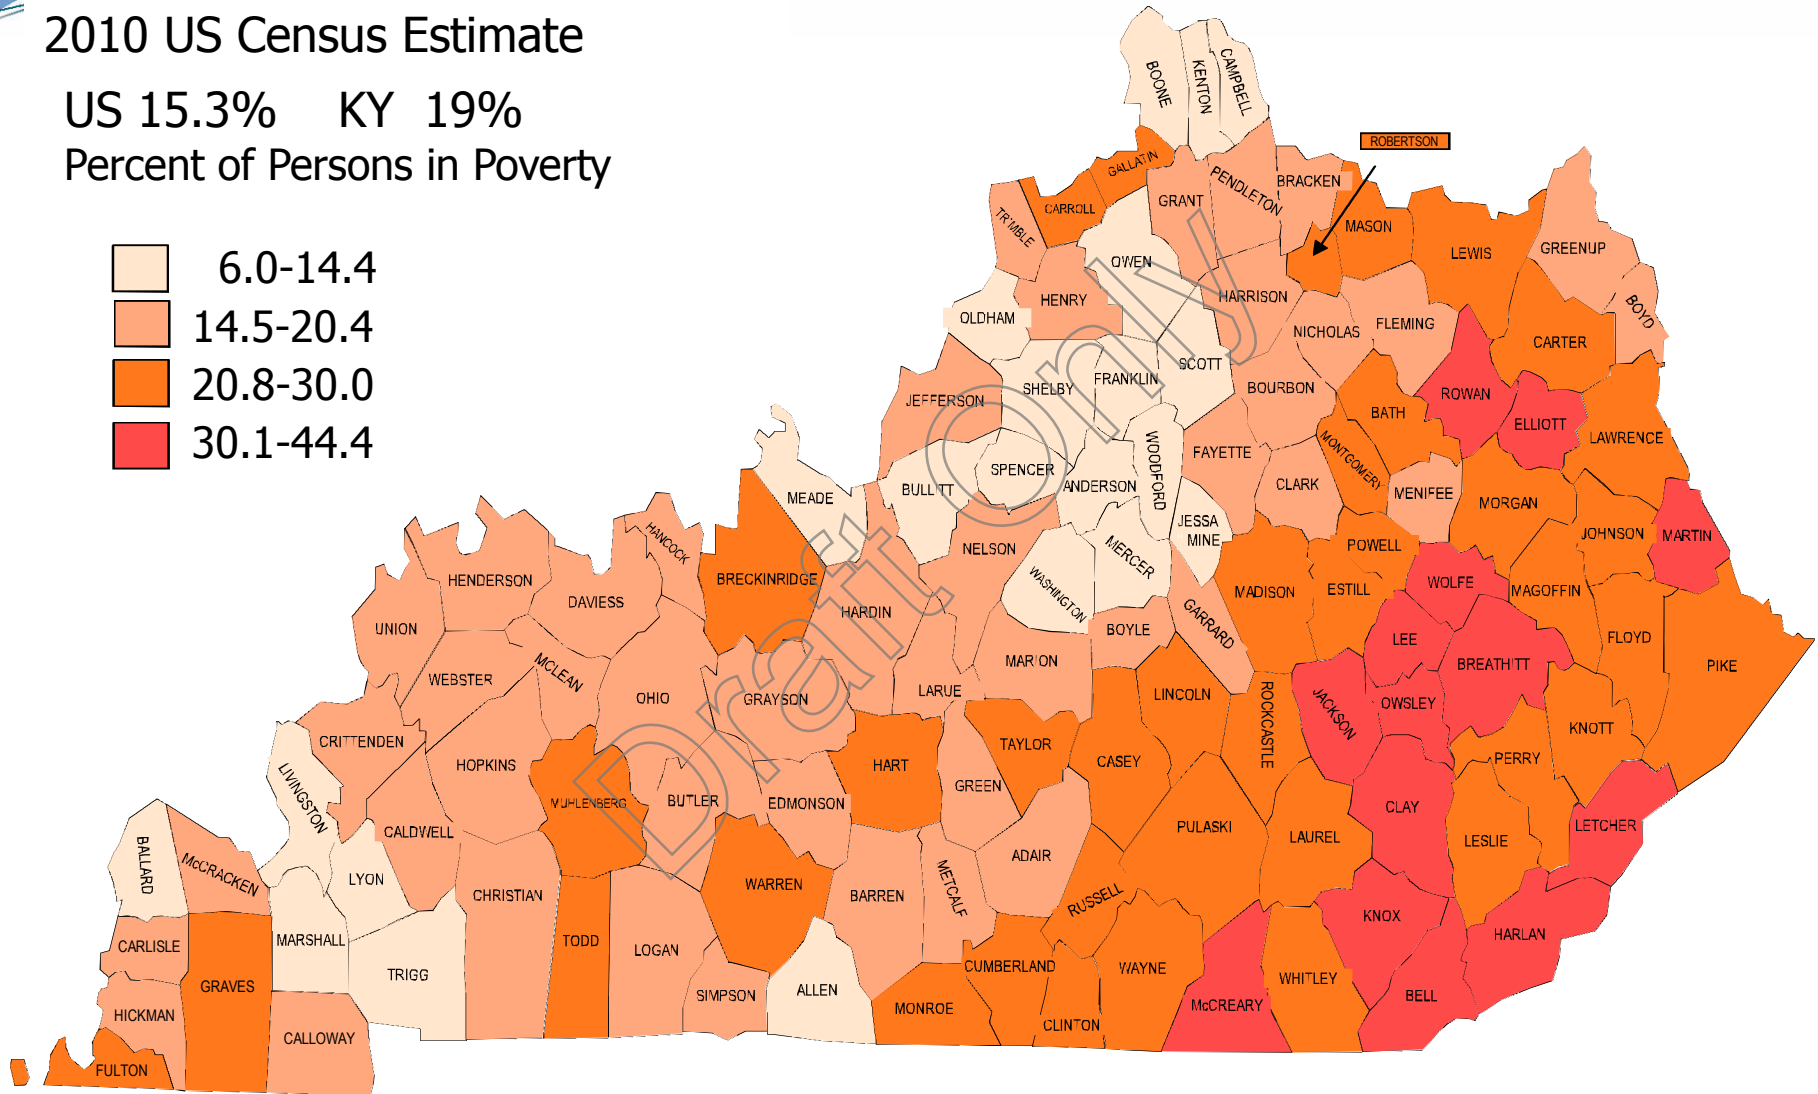 2010 US Census Estimate
US 15.3% KY 19%
Percent of Persons in Poverty
6.0-14.4
14.5-20.4
20.8-30.0
30.1-44.4
BOONE
KENTON
CAMPBELL
ROBERTSON
GALLATIN
CARROLL
TRIMBLE
GRANT
PENDLETON
BRACKEN
MASON
LEWIS
GREENUP
BOYD
OWEN
HENRY
OLDHAM
HARRISON
NICHOLAS
FLEMING
CARTER
SCOTT
SHELBY
FRANKLIN
JEFFERSON
BOURBON
BATH
ROWAN
ELLIOTT
LAWRENCE
WOODFORD
FAYETTE
MONTGOMERY
SPENCER
BULLITT
ANDERSON
CLARK
MENIFEE
MORGAN
MEADE
JESSA
MINE
JOHNSON
MARTIN
HANCOCK
NELSON
MERCER
POWELL
WOLFE
MAGOFFIN
HENDERSON
DAVIESS
BRECKINRIDGE
HARDIN
WASHINGTON
MADISON
ESTILL
UNION
BOYLE
GARRARD
LEE
FLOYD
BREATHITT
PIKE
WEBSTER
MCLEAN
OHIO
GRAYSON
LARUE
MARION
LINCOLN
ROCKCASTLE
JACKSON
OWSLEY
KNOTT
CRITTENDEN
HOPKINS
HART
TAYLOR
CASEY
PERRY
LIVINGSTON
MUHLENBERG
BUTLER
EDMONSON
GREEN
CLAY
CALDWELL
PULASKI
LAUREL
LESLIE
LETCHER
BALLARD
McCRACKEN
LYON
CHRISTIAN
WARREN
BARREN
METCALF
ADAIR
RUSSELL
KNOX
HARLAN
CARLISLE
MARSHALL
TODD
LOGAN
TRIGG
GRAVES
HICKMAN
CALLOWAY
FULTON
SIMPSON
ALLEN
MONROE
CUMBERLAND
CLINTON
WAYNE
McCREARY
WHITLEY
BELL
Draft Only